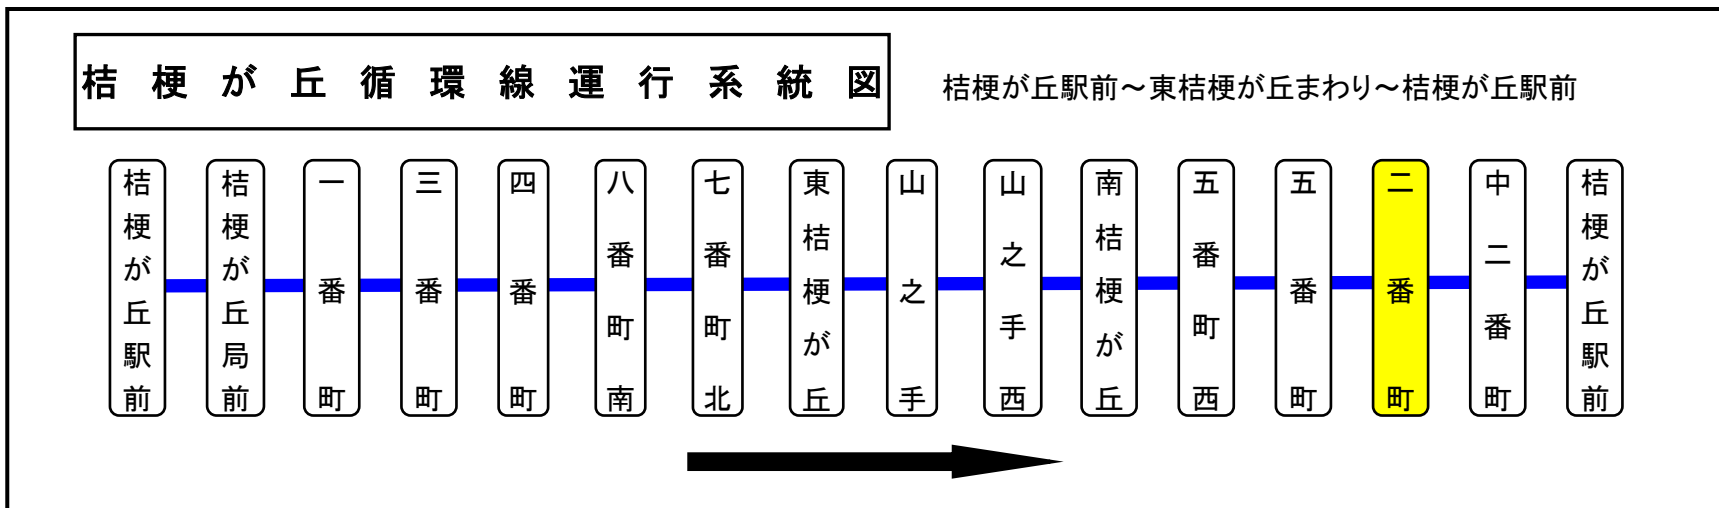 桔梗が丘循環線運行系統図
桔梗が丘駅前～東桔梗が丘まわり～桔梗が丘駅前
桔梗が丘駅前
桔梗が丘局前
一番町
三番町
四番町
八番町南
七番町北
東桔梗が丘
山之手
山之手西
南桔梗が丘
五番町西
五番町
二番町
中二番町
桔梗が丘駅前